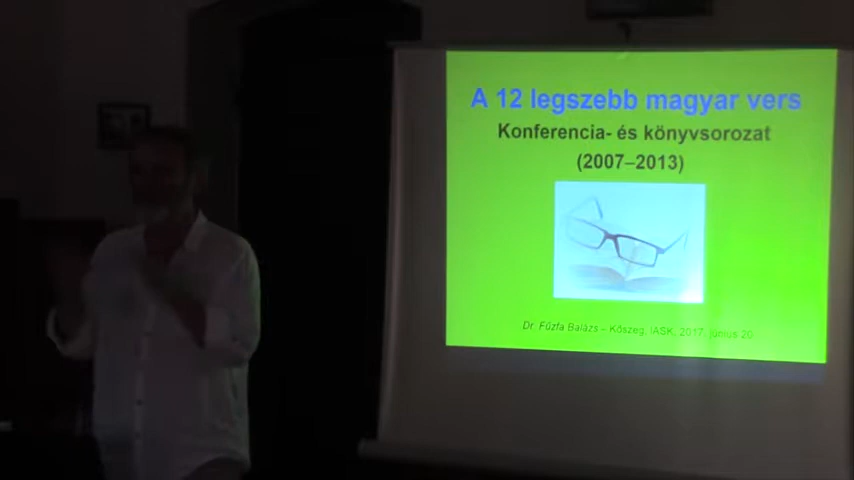 A 12 legszebb magyar vers
Konferencia- és könyvsorozat
(2007–2013)
Dr. Fűzfa Balázs – Kőszeg, IASK, 2017. június 20.